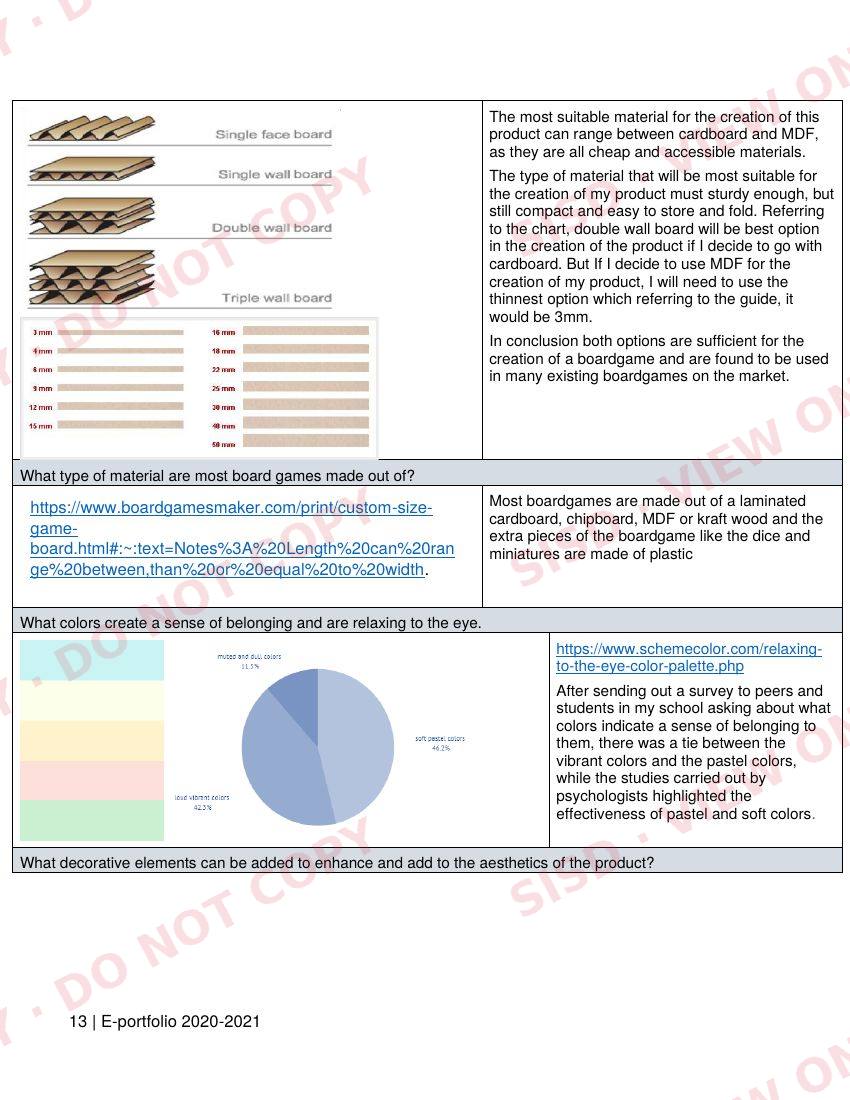 Single face board
Single wall board
Double wall board
Triple wall board
3 mm
4 mm
6 mm
9 mm
12 mm
15 mm
16 mm
18 mm
22 mm
25 mm
30 mm
40 mm
50 mm
The most suitable material for the creation of this
product can range between cardboard and MDF,
as they are all cheap and accessible materials.
The type of material that will be most suitable for
the creation of my product must sturdy enough, but
still compact and easy to store and fold. Referring
to the chart, double wall board will be best option
in the creation of the product if I decide to go with
cardboard. But If I decide to use MDF for the
creation of my product, I will need to use the
thinnest option which referring to the guide, it
would be 3mm.
In conclusion both options are sufficient for the
creation of a boardgame and are found to be used
in many existing boardgames on the market.
What type of material are most board games made out of?
https://www.boardgamesmaker.com/print/custom-size-
game-
board.html#:~:text=Notes%3A%20Length%20can%20ran
ge%20between,than%20or%20equal%20to%20width.
Most boardgames are made out of a laminated
cardboard, chipboard, MDF or kraft wood and the
extra pieces of the boardgame like the dice and
miniatures are made of plastic
What colors create a sense of belonging and are relaxing to the eye.
muted and dull colors
11.5%
soft pastel colors
46.2%
loud vibrant colors
42.3%
https://www.schemecolor.com/relaxing-
to-the-eye-color-palette.php
After sending out a survey to peers and
students in my school asking about what
colors indicate a sense of belonging to
them, there was a tie between the
vibrant colors and the pastel colors,
while the studies carried out by
psychologists highlighted the
effectiveness of pastel and soft colors.
What decorative elements can be added to enhance and add to the aesthetics of the product?
13 | E-portfolio 2020-2021
SISD · VIEW ON
Y · DO NOT COPY
SISD · VIEW ON
Y · DO NOT COPY
SISD · VIEW ON
Y · DO NOT COPY